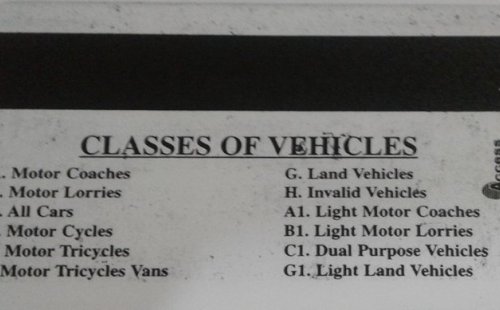 CLASSES OF VEHICLES
. Motor Coaches
. Motor Lorries
. All Cars
Motor Cycles
Motor Tricycles
Motor Tricycles Vans
G. Land Vehicles
H. Invalid Vehicles
A1. Light Motor Coaches
B1. Light Motor Lorries
C1. Dual Purpose Vehicles
G1. Light Land Vehicles
Access